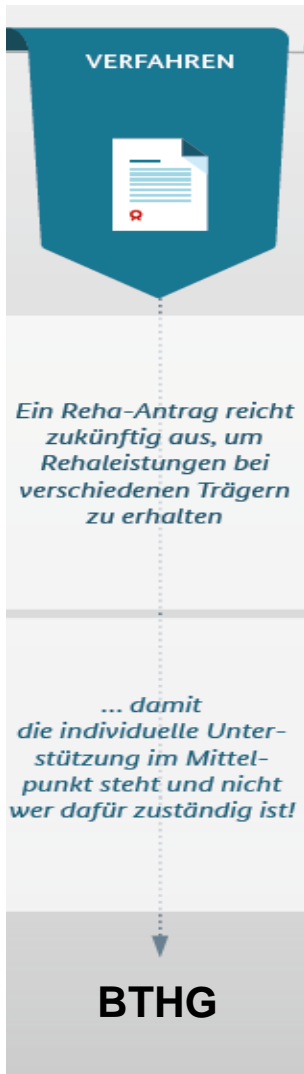 VERFAHREN
Ein Reha-Antrag reicht
zukünftig aus, um
Rehaleistungen bei
verschiedenen Trägern
zu erhalten
... damit
die individuelle Unter-
stützung im Mittel-
punkt steht und nicht
wer dafür zuständig ist!
BTHG